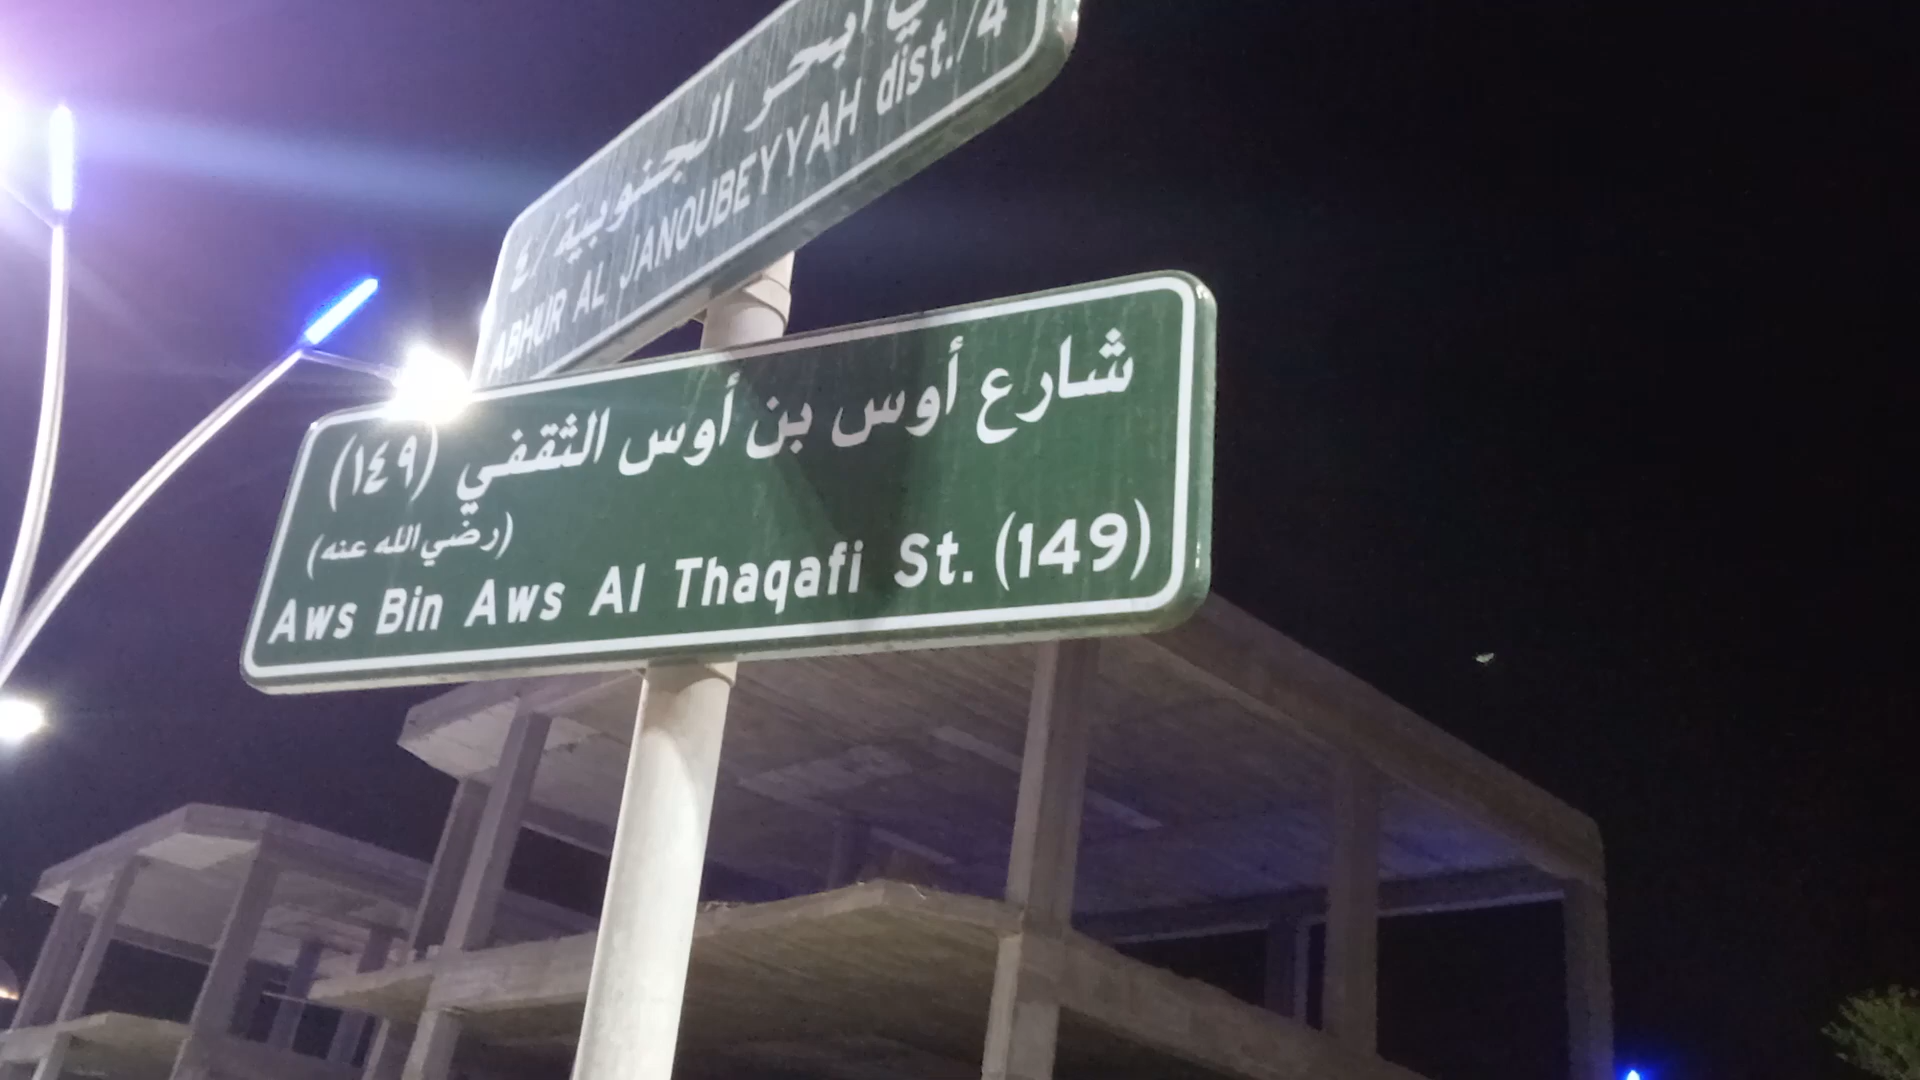 أبحر الجنوبية / ٤
ABHUR AL JANOUBEYYAH dist./4
شارع أوس بن أوس الثقفي (١٤٩)
(رضي الله عنه)
Aws Bin Aws Al Thaqafi St. (149)